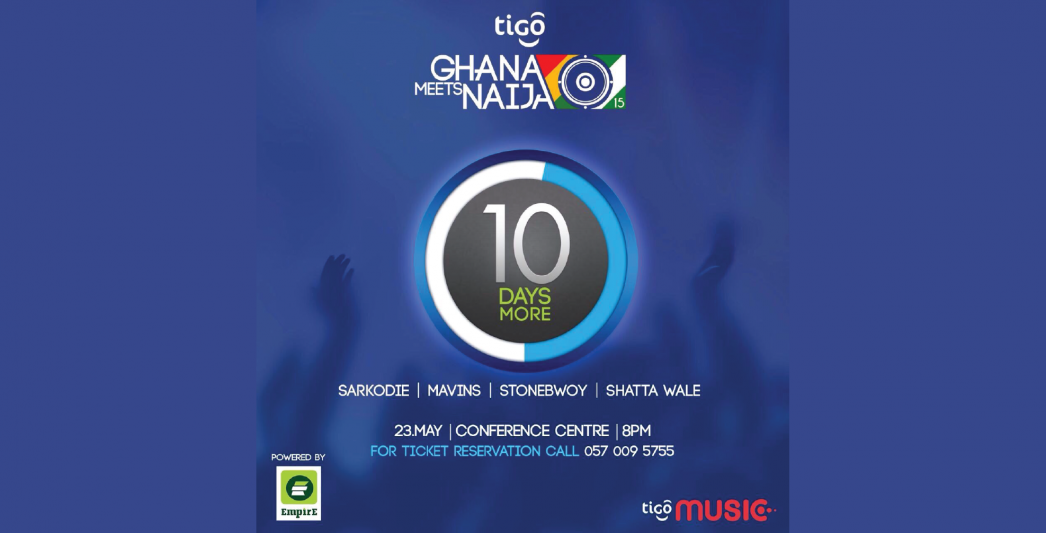 tigo
GHANA
MEETS NAIJA
15
10
DAYS
MORE
SARKODIE | MAVINS | STONEBWOY | SHATTA WALE
23.MAY | CONFERENCE CENTRE | 8PM
FOR TICKET RESERVATION CALL 057 009 5755
POWERED BY
EmpirE
tigo MUSIC